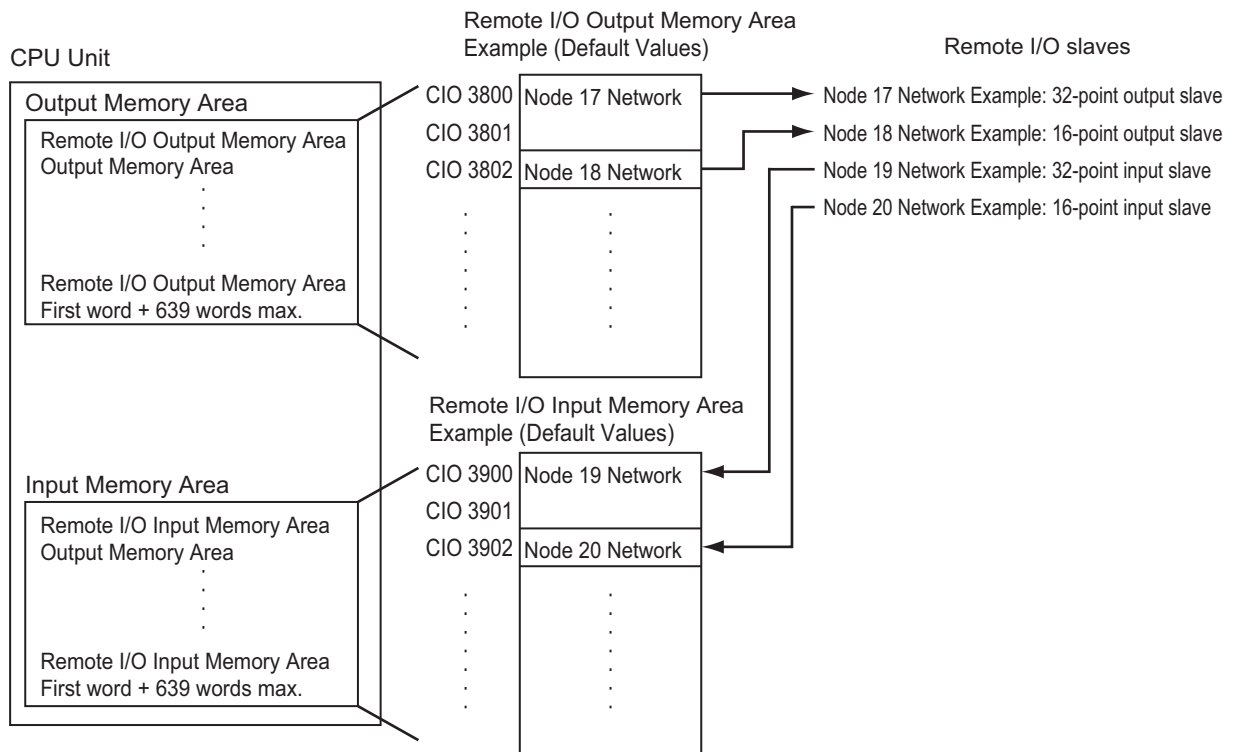 Remote I/O Output Memory Area
Example (Default Values)
Remote I/O slaves
CPU Unit
Output Memory Area
Remote I/O Output Memory Area
Output Memory Area
Remote I/O Output Memory Area
First word + 639 words max.
CIO 3800
Node 17 Network
CIO 3801
CIO 3802
Node 18 Network
Node 17 Network Example: 32-point output slave
Node 18 Network Example: 16-point output slave
Node 19 Network Example: 32-point input slave
Node 20 Network Example: 16-point input slave
Remote I/O Input Memory Area
Example (Default Values)
Input Memory Area
Remote I/O Input Memory Area
Output Memory Area
Remote I/O Input Memory Area
First word + 639 words max.
CIO 3900
Node 19 Network
CIO 3901
CIO 3902
Node 20 Network